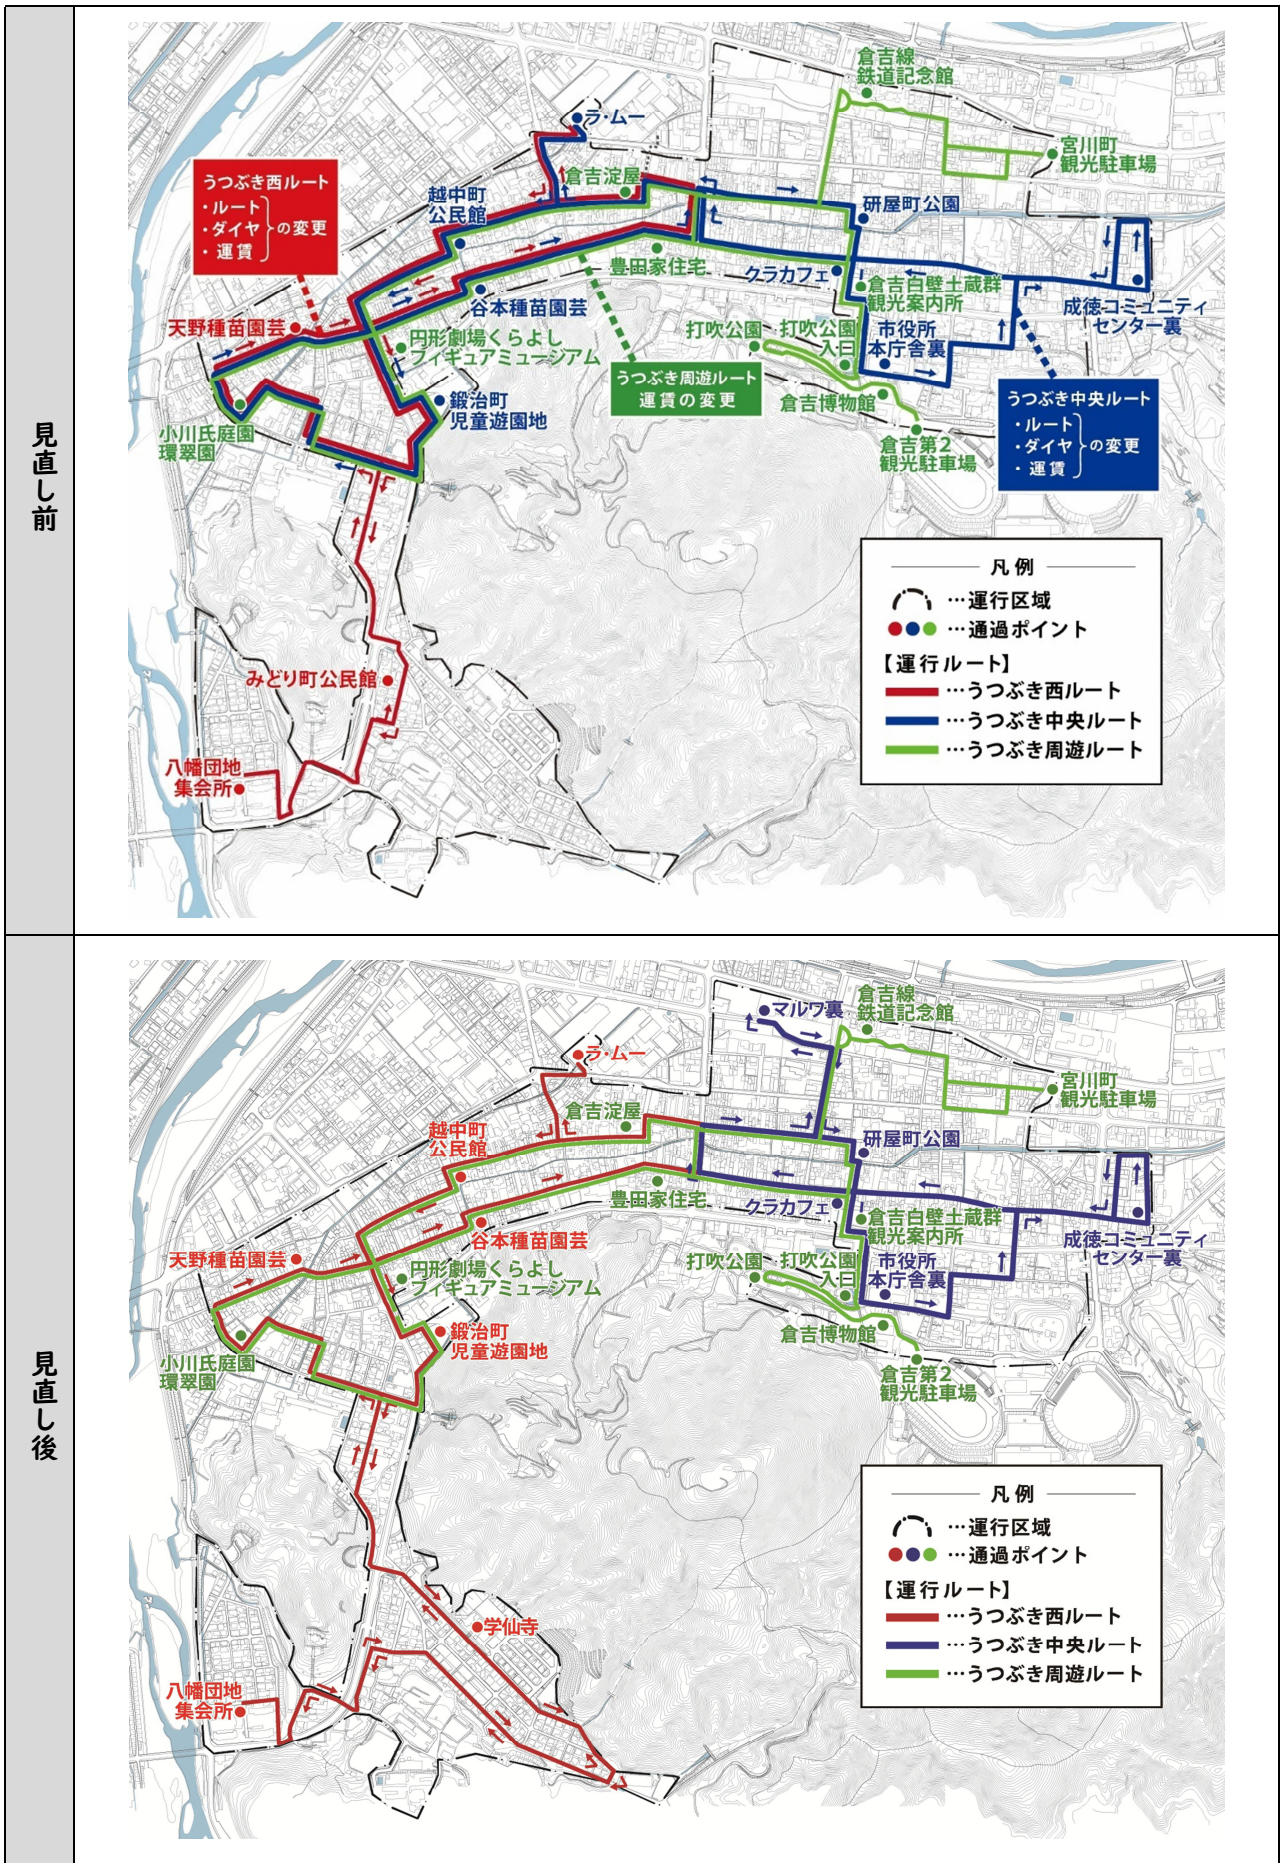 見直し前
倉吉線
鉄道記念館
ラ・ムー
宮川町
観光駐車場
うつぶき西ルート
・ルート
・ダイヤ
・運賃
の変更
倉吉淀屋
越中町
公民館
研屋町公園
豊田家住宅
クラカフェ
倉吉白壁土蔵群
観光案内所
谷本種苗園芸
成徳コミュニティ
センター裏
天野種苗園芸
円形劇場くらよし
フィギュアミュージアム
打吹公園
打吹公園
入口
市役所
本庁舎裏
うつぶき周遊ルート
運賃の変更
倉吉博物館
うつぶき中央ルート
・ルート
・ダイヤ
・運賃
の変更
鍛治町
児童遊園地
小川氏庭園
環翠園
倉吉第2
観光駐車場
凡例
…運行区域
…通過ポイント
【運行ルート】
…うつぶき西ルート
…うつぶき中央ルート
…うつぶき周遊ルート
みどり町公民館
八幡団地
集会所
見直し後
マルワ裏
倉吉線
鉄道記念館
ラ・ムー
宮川町
観光駐車場
倉吉淀屋
越中町
公民館
研屋町公園
豊田家住宅
クラカフェ
倉吉白壁土蔵群
観光案内所
谷本種苗園芸
成徳コミュニティ
センター裏
天野種苗園芸
円形劇場くらよし
フィギュアミュージアム
打吹公園
打吹公園
入口
市役所
本庁舎裏
倉吉博物館
鍛治町
児童遊園地
小川氏庭園
環翠園
倉吉第2
観光駐車場
凡例
…運行区域
…通過ポイント
【運行ルート】
…うつぶき西ルート
…うつぶき中央ルート
…うつぶき周遊ルート
学仙寺
八幡団地
集会所